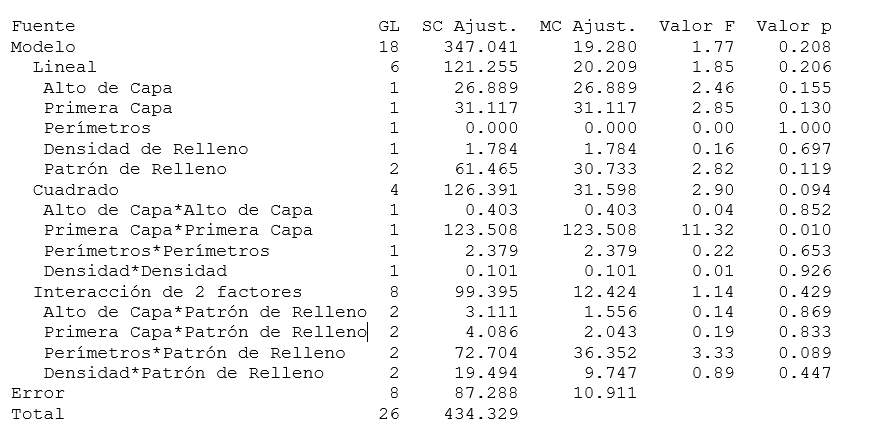 Fuente GL SC Ajust. MC Ajust. Valor F Valor p
Modelo 18 347.041 19.280 1.77 0.208
Lineal 6 121.255 20.209 1.85 0.206
Alto de Capa 1 26.889 26.889 2.46 0.155
Primera Capa 1 31.117 31.117 2.85 0.130
Perímetros 1 0.000 0.000 0.00 1.000
Densidad de Relleno 1 1.784 1.784 0.16 0.697
Patrón de Relleno 2 61.465 30.733 2.82 0.119
Cuadrado 4 126.391 31.598 2.90 0.094
Alto de Capa*Alto de Capa 1 0.403 0.403 0.04 0.852
Primera Capa*Primera Capa 1 123.508 123.508 11.32 0.010
Perímetros*Perímetros 1 2.379 2.379 0.22 0.653
Densidad*Densidad 1 0.101 0.101 0.01 0.926
Interacción de 2 factores 8 99.395 12.424 1.14 0.429
Alto de Capa*Patrón de Relleno 2 3.111 1.556 0.14 0.869
Primera Capa*Patrón de Relleno 2 4.086 2.043 0.19 0.833
Perímetros*Patrón de Relleno 2 72.704 36.352 3.33 0.089
Densidad*Patrón de Relleno 2 19.494 9.747 0.89 0.447
Error 8 87.288 10.911
Total 26 434.329